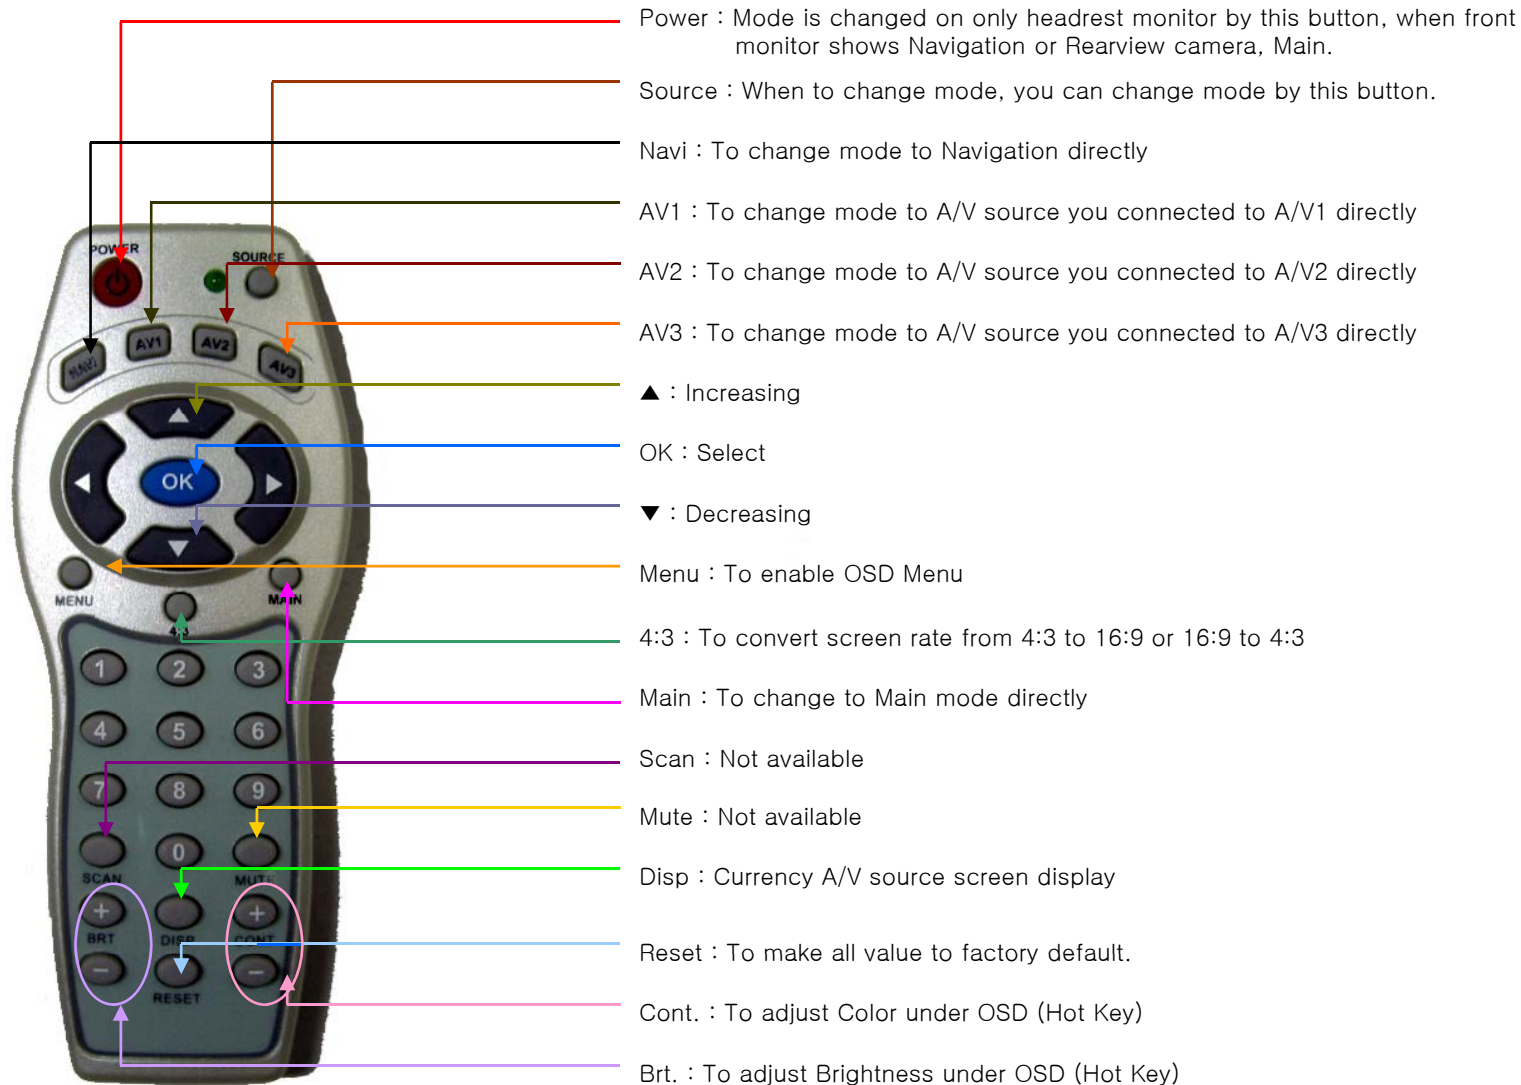 Power : Mode is changed on only headrest monitor by this button, when front
monitor shows Navigation or Rearview camera, Main.
Source : When to change mode, you can change mode by this button.
Navi : To change mode to Navigation directly
AV1 : To change mode to A/V source you connected to A/V1 directly
AV2 : To change mode to A/V source you connected to A/V2 directly
AV3 : To change mode to A/V source you connected to A/V3 directly
▲ : Increasing
OK : Select
▼ : Decreasing
Menu : To enable OSD Menu
4:3 : To convert screen rate from 4:3 to 16:9 or 16:9 to 4:3
Main : To change to Main mode directly
Scan : Not available
Mute : Not available
Disp : Currency A/V source screen display
Reset : To make all value to factory default.
Cont. : To adjust Color under OSD (Hot Key)
Brt. : To adjust Brightness under OSD (Hot Key)
POWER
SOURCE
NAVI
AV1
AV2
AV3
▲
◀ OK ▶
▼
MENU
MAIN
4:3
1 2 3
4 5 6
7 8 9
0
SCAN
MUTE
+ +
BRT DISP CONT
− −
RESET